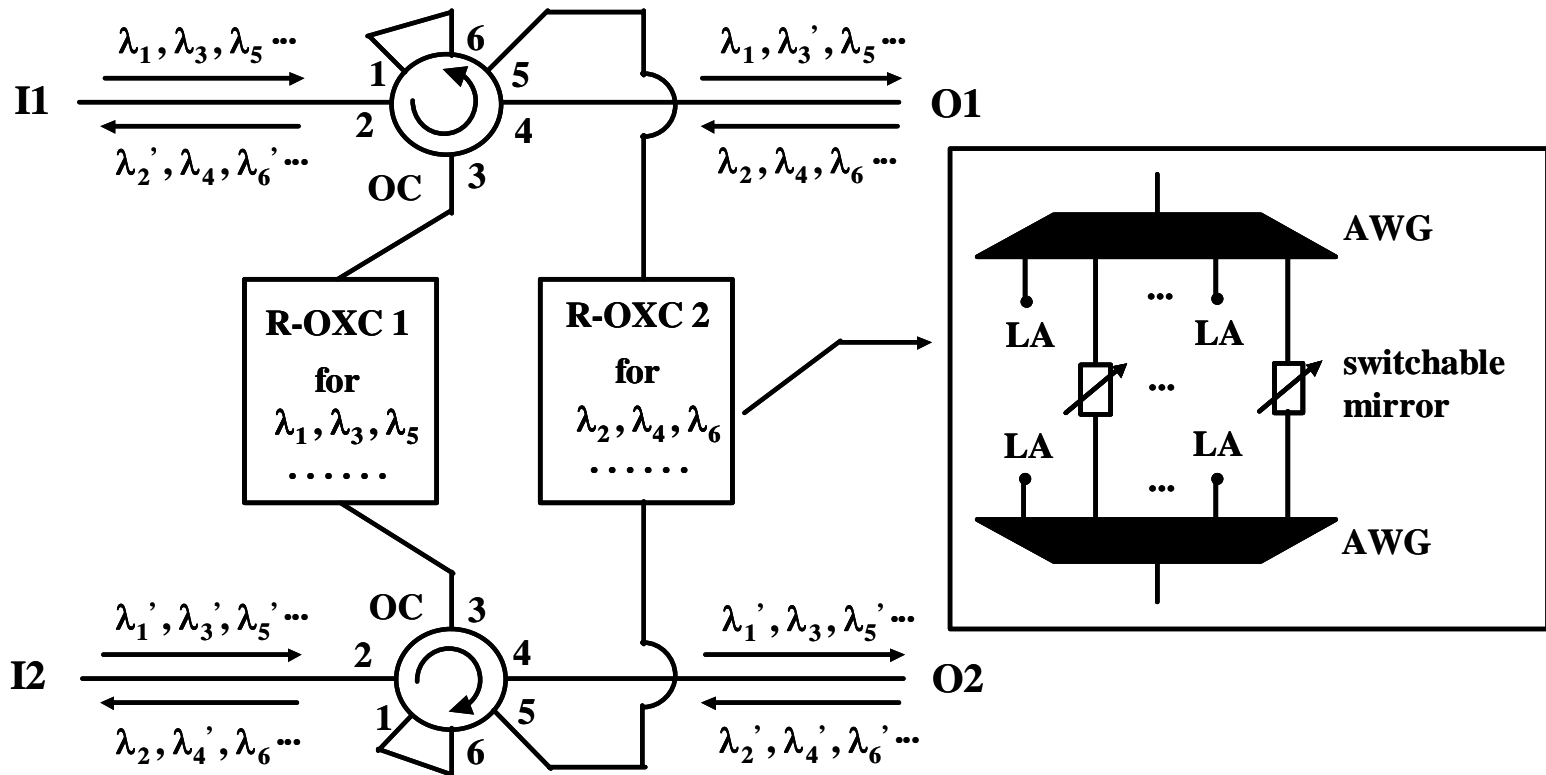 λ1, λ3, λ5 ...
I1
λ2', λ4, λ6' ...
1
2
3
4
5
6
OC
λ1, λ3', λ5 ...
O1
λ2, λ4, λ6 ...
R-OXC 1
for
λ1, λ3, λ5
......
R-OXC 2
for
λ2, λ4, λ6
......
AWG
...
LA
LA
...
switchable
mirror
LA
LA
...
AWG
λ1', λ3', λ5' ...
I2
λ2, λ4', λ6 ...
OC
3
2
4
1
5
6
λ1', λ3, λ5' ...
O2
λ2', λ4', λ6' ...